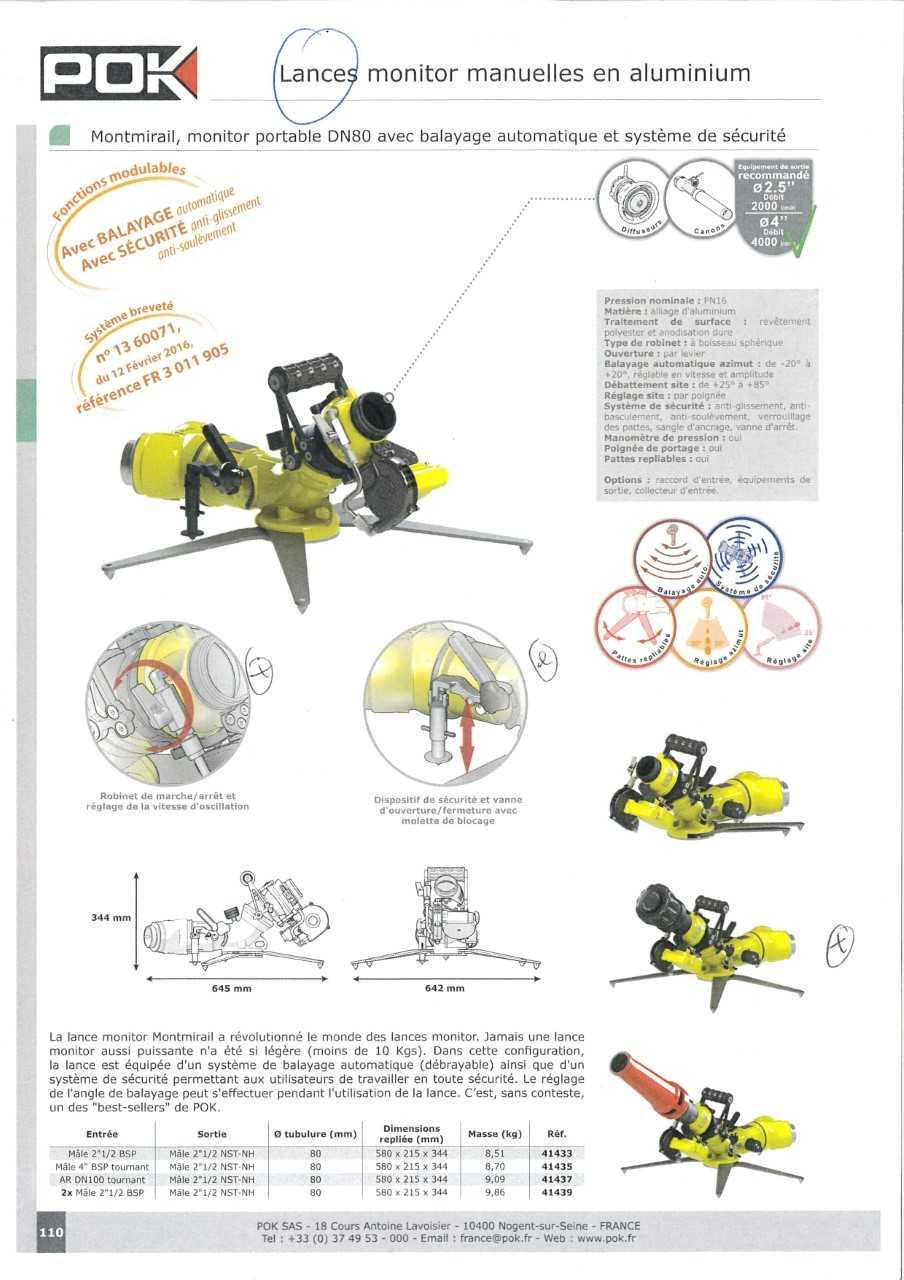 POK
Lances monitor manuelles en aluminium
Montmirail, monitor portable DN80 avec balayage automatique et système de sécurité
Fonctions modulables
Avec BALAYAGE automatique
Avec SÉCURITÉ anti-glissement
anti-soulèvement
Système breveté
n° 13 60071,
du 12 Février 2016,
référence FR 3 011 905
Diffuseurs
Canons
Equipement de sortie
recommandé
Ø 2.5"
Débit
2000 l/min
Ø 4"
Débit
4000 l/min
Pression nominale : PN16
Matière : alliage d'aluminium
Traitement de surface : revêtement
polyester et anodisation dure
Type de robinet : à boisseau sphérique
Ouverture : par levier
Balayage automatique azimut : de -20° à
+20°, réglable en vitesse et amplitude
Débattement site : de +25° à +85°
Réglage site : par poignée
Système de sécurité : anti-glissement, anti-
basculement, anti-soulèvement, verrouillage
des pattes, sangle d'ancrage, vanne d'arrêt.
Manomètre de pression : oui
Poignée de portage : oui
Pattes repliables : oui
Options : raccord d'entrée, équipements de
sortie, collecteur d'entrée.
Balayage auto
Système de sécurité
Pattes repliables
Réglage azimut
85°
25°
Réglage site
Robinet de marche/arrêt et
réglage de la vitesse d'oscillation
Dispositif de sécurité et vanne
d'ouverture/fermeture avec
molette de blocage
344 mm
645 mm
642 mm
La lance monitor Montmirail a révolutionné le monde des lances monitor. Jamais une lance
monitor aussi puissante n'a été si légère (moins de 10 Kgs). Dans cette configuration,
la lance est équipée d'un système de balayage automatique (débrayable) ainsi que d'un
système de sécurité permettant aux utilisateurs de travailler en toute sécurité. Le réglage
de l'angle de balayage peut s'effectuer pendant l'utilisation de la lance. C'est, sans conteste,
un des "best-sellers" de POK.
Entrée Sortie Ø tubulure (mm) Dimensions repliée (mm) Masse (kg) Réf.
Mâle 2"1/2 BSP Mâle 2"1/2 NST-NH 80 580 x 215 x 344 8,51 41433
Mâle 4" BSP tournant Mâle 2"1/2 NST-NH 80 580 x 215 x 344 8,70 41435
AR DN100 tournant Mâle 2"1/2 NST-NH 80 580 x 215 x 344 9,09 41437
2x Mâle 2"1/2 BSP Mâle 2"1/2 NST-NH 80 580 x 215 x 344 9,86 41439
110
POK SAS - 18 Cours Antoine Lavoisier - 10400 Nogent-sur-Seine - FRANCE
Tel : +33 (0) 37 49 53 - 000 - Email : france@pok.fr - Web : www.pok.fr